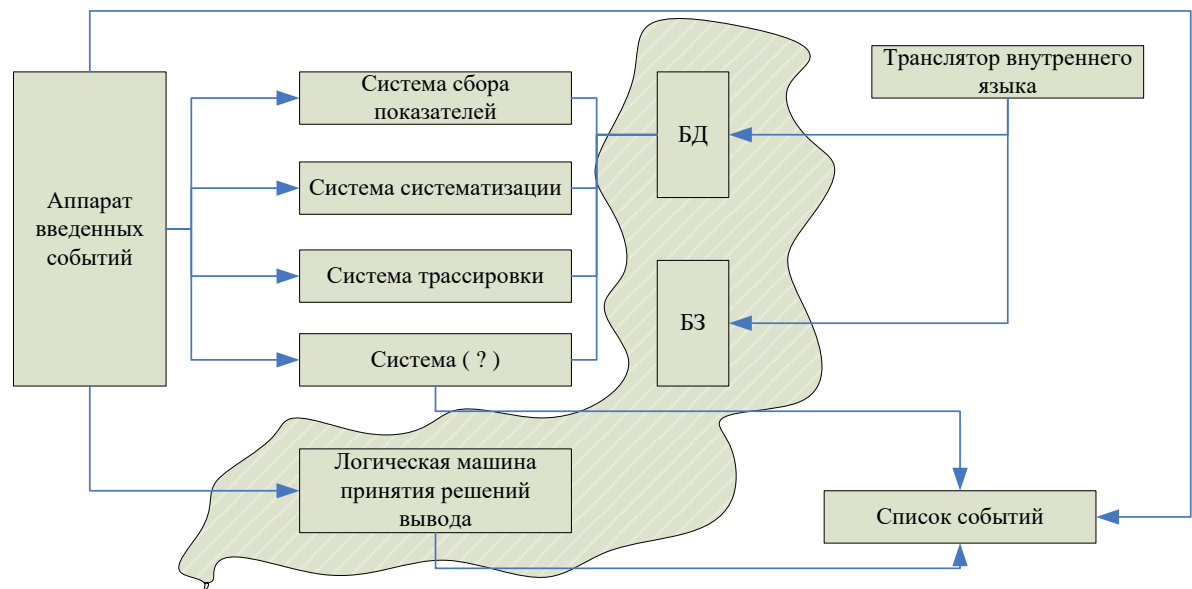 Транслятор внутреннего
языка
Система сбора
показателей
БД
Система систематизации
Аппарат
введенных
событий
Система трассировки
БЗ
Система ( ? )
Логическая машина
принятия решений
вывода
Список событий